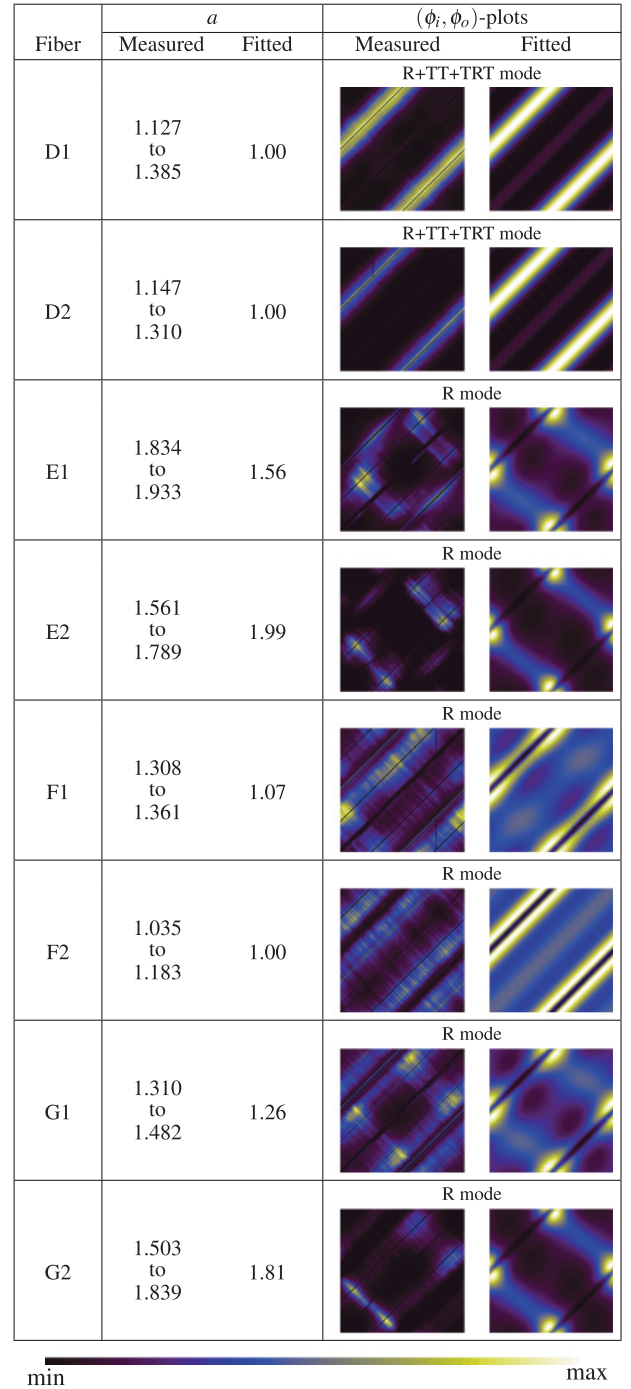 a (ϕi, ϕo)-plots
Fiber Measured Fitted Measured Fitted
R+TT+TRT mode
D1 1.127 to 1.385 1.00
R+TT+TRT mode
D2 1.147 to 1.310 1.00
R mode
E1 1.834 to 1.933 1.56
R mode
E2 1.561 to 1.789 1.99
R mode
F1 1.308 to 1.361 1.07
R mode
F2 1.035 to 1.183 1.00
R mode
G1 1.310 to 1.482 1.26
R mode
G2 1.503 to 1.839 1.81
min max